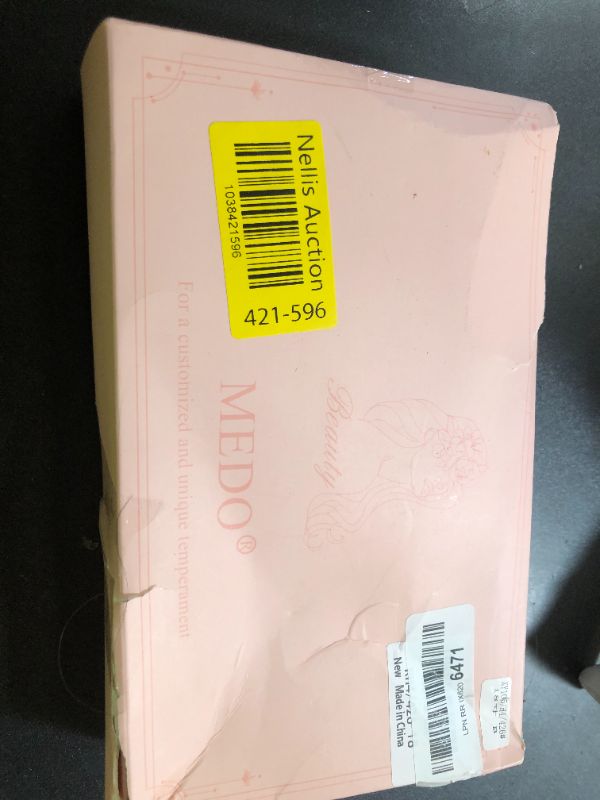 Nellis Auction
1038421596
421-596
Beauty
MEDO®
For a customized and unique temperament
6471
New Made in China